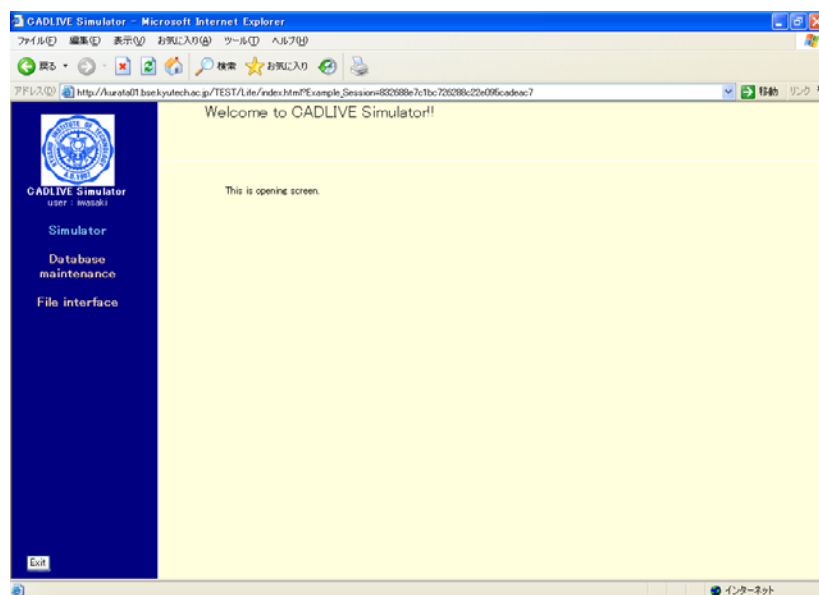 CADLIVE Simulator - Microsoft Internet Explorer
ファイル(F) 編集(E) 表示(V) お気に入り(A) ツール(T) ヘルプ(H)
戻る 検索 お気に入り
アドレス(D) http://kurata01.bse.kyutech.ac.jp/TEST/Life/index.html?Example_Session=832688e7c1bc726288c22e095cadeac7 移動 リンク
Welcome to CADLIVE Simulator!!
INSTITUTE OF TECHNOLOGY
CADLIVE Simulator
user : iwasaki
This is opening screen.
Simulator
Database
maintenance
File interface
Exit
インターネット